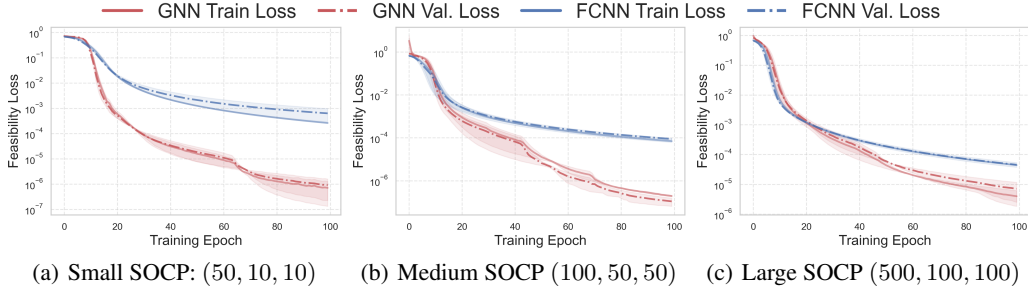 GNN Train Loss GNN Val. Loss FCNN Train Loss FCNN Val. Loss
Feasibility Loss
10^0
10^-1
10^-2
10^-3
10^-4
10^-5
10^-6
10^-7
0 20 40 60 80 100
Training Epoch
(a) Small SOCP: (50, 10, 10)
Feasibility Loss
10^0
10^-2
10^-4
10^-6
0 20 40 60 80 100
Training Epoch
(b) Medium SOCP (100, 50, 50)
Feasibility Loss
10^0
10^-1
10^-2
10^-3
10^-4
10^-5
10^-6
0 20 40 60 80 100
Training Epoch
(c) Large SOCP (500, 100, 100)